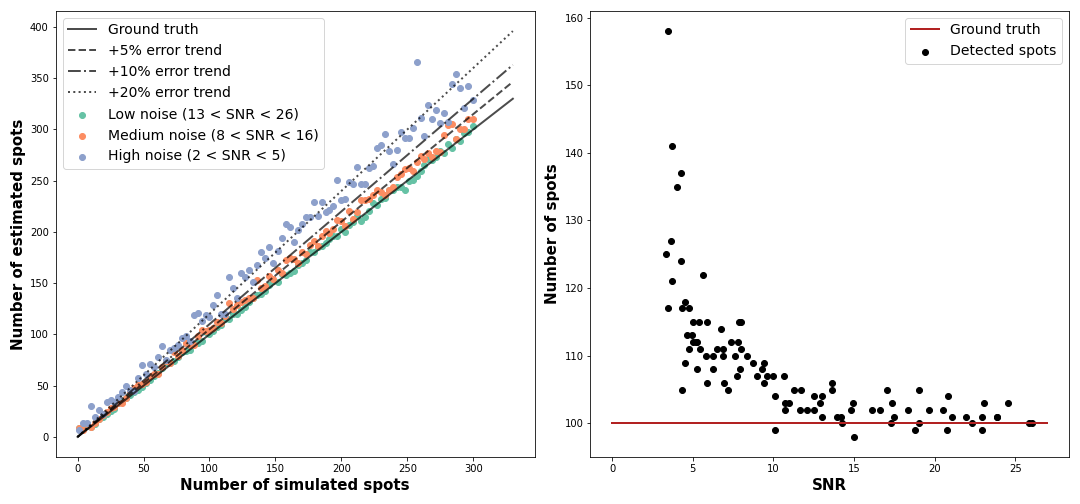 400
350
300
250
200
150
100
50
0
Number of estimated spots
Ground truth
+5% error trend
+10% error trend
+20% error trend
Low noise (13 < SNR < 26)
Medium noise (8 < SNR < 16)
High noise (2 < SNR < 5)
0 50 100 150 200 250 300
Number of simulated spots
160
150
140
130
120
110
100
Number of spots
Ground truth
Detected spots
0 5 10 15 20 25
SNR